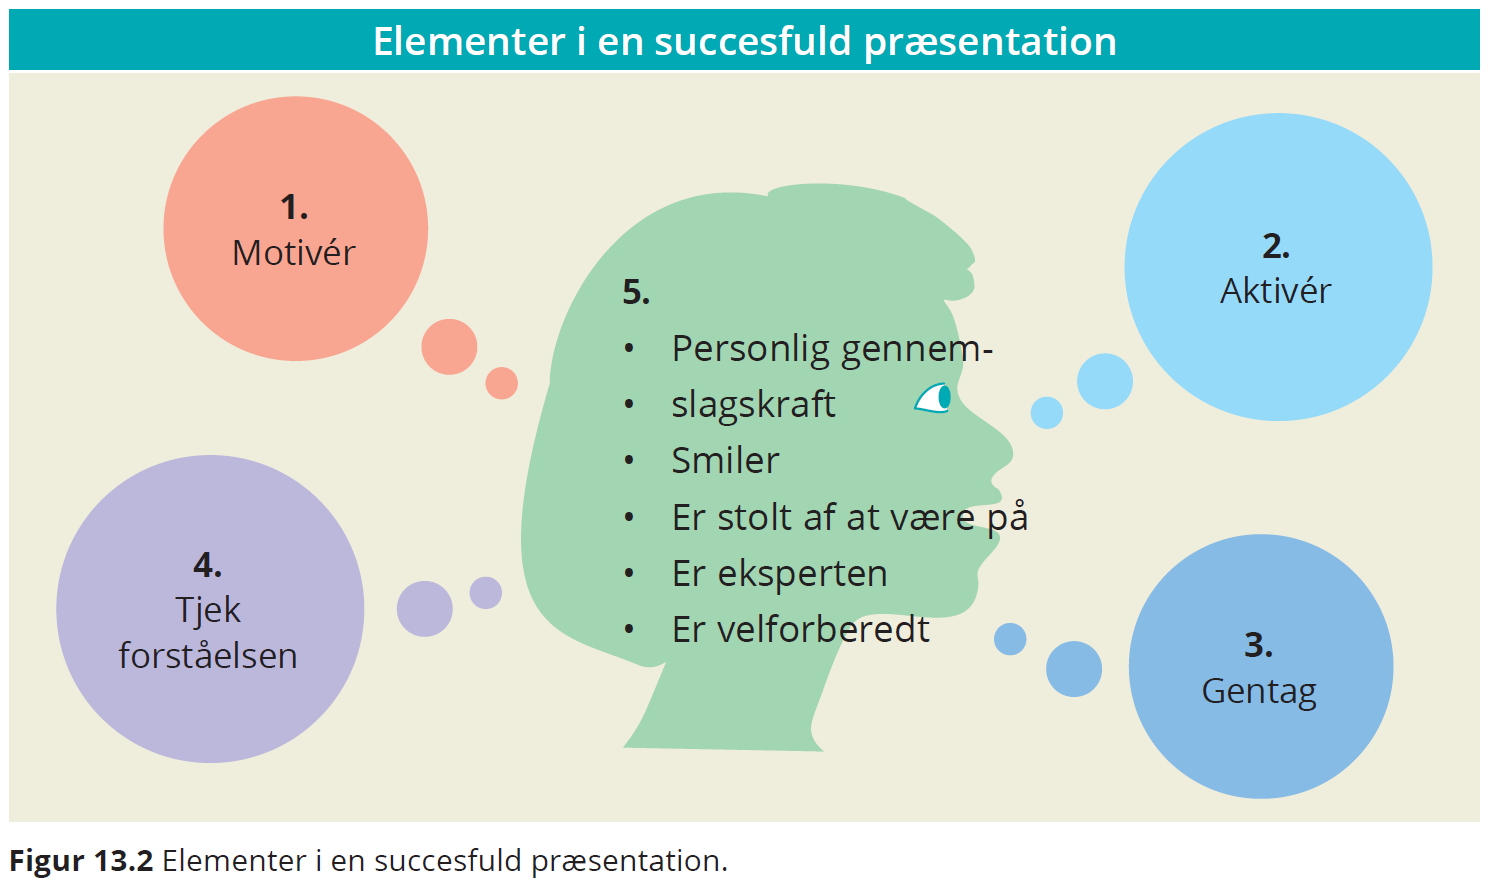 Elementer i en succesfuld præsentation
1.
Motivér
2.
Aktivér
3.
Gentag
4.
Tjek
forståelsen
5.
• Personlig gennem-
• slagskraft
• Smiler
• Er stolt af at være på
• Er eksperten
• Er velforberedt
Figur 13.2 Elementer i en succesfuld præsentation.